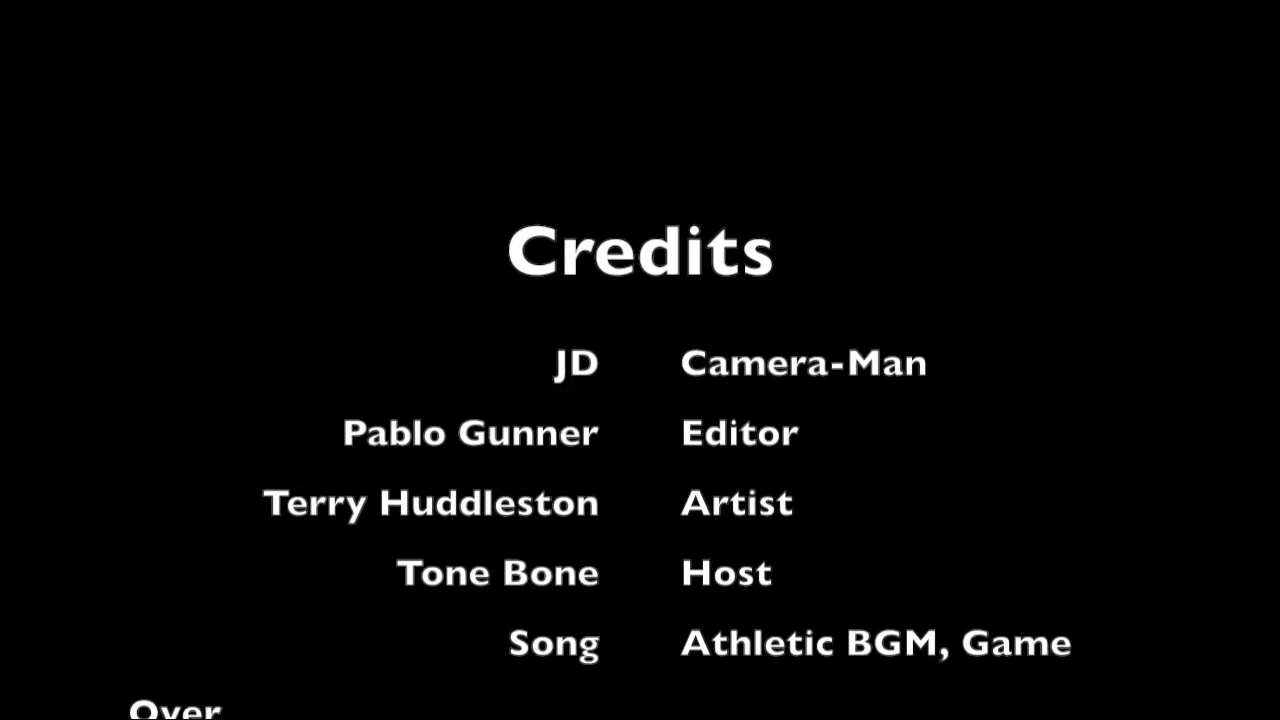 Credits
JD Camera-Man
Pablo Gunner Editor
Terry Huddleston Artist
Tone Bone Host
Song Athletic BGM, Game
Over